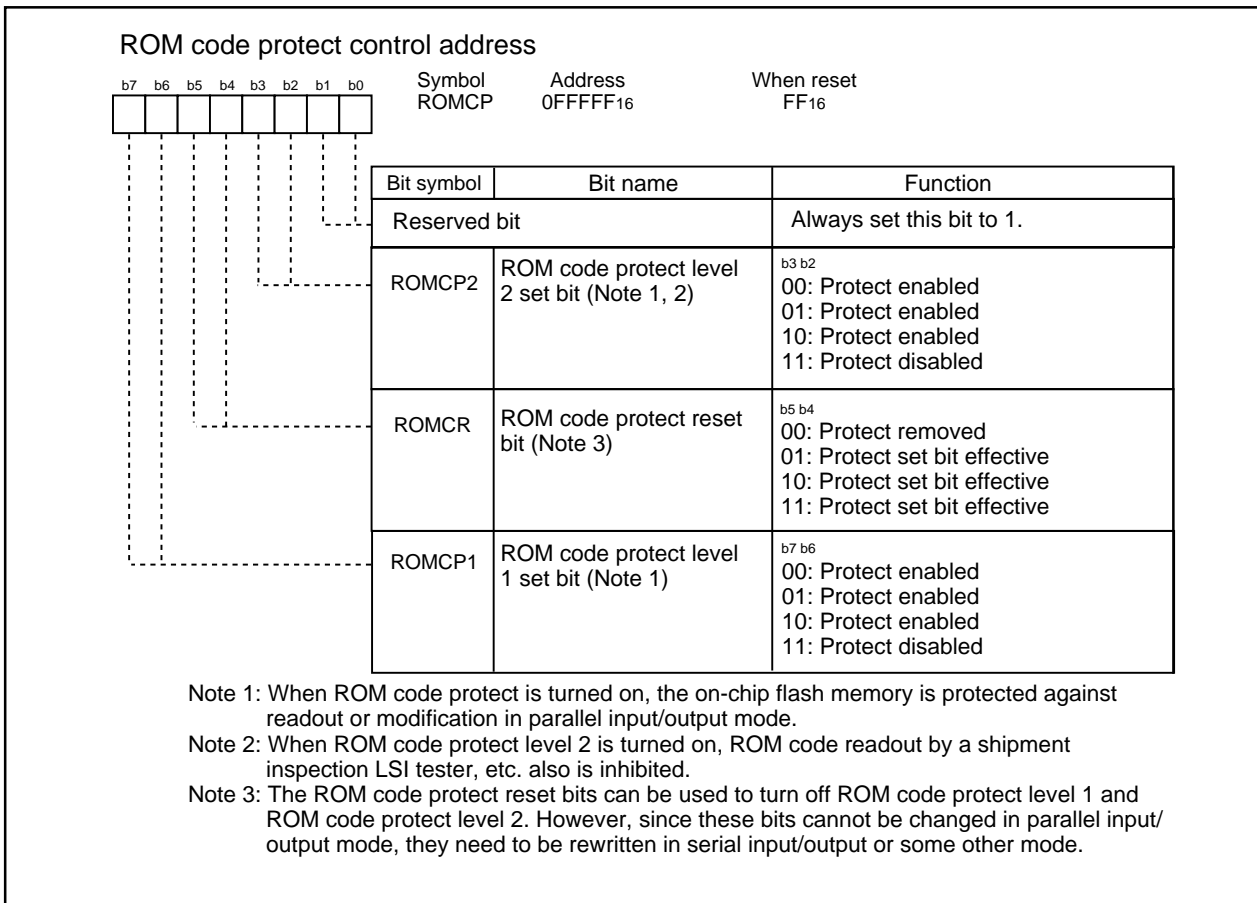 ROM code protect control address
b7 b6 b5 b4 b3 b2 b1 b0
Symbol Address When reset
ROMCP 0FFFFF16 FF16
Bit symbol Bit name Function
Reserved bit Always set this bit to 1.
ROMCP2
ROM code protect level
2 set bit (Note 1, 2)
b3 b2
00: Protect enabled
01: Protect enabled
10: Protect enabled
11: Protect disabled
ROMCR
ROM code protect reset
bit (Note 3)
b5 b4
00: Protect removed
01: Protect set bit effective
10: Protect set bit effective
11: Protect set bit effective
ROMCP1
ROM code protect level
1 set bit (Note 1)
b7 b6
00: Protect enabled
01: Protect enabled
10: Protect enabled
11: Protect disabled
Note 1: When ROM code protect is turned on, the on-chip flash memory is protected against
readout or modification in parallel input/output mode.
Note 2: When ROM code protect level 2 is turned on, ROM code readout by a shipment
inspection LSI tester, etc. also is inhibited.
Note 3: The ROM code protect reset bits can be used to turn off ROM code protect level 1 and
ROM code protect level 2. However, since these bits cannot be changed in parallel input/
output mode, they need to be rewritten in serial input/output or some other mode.